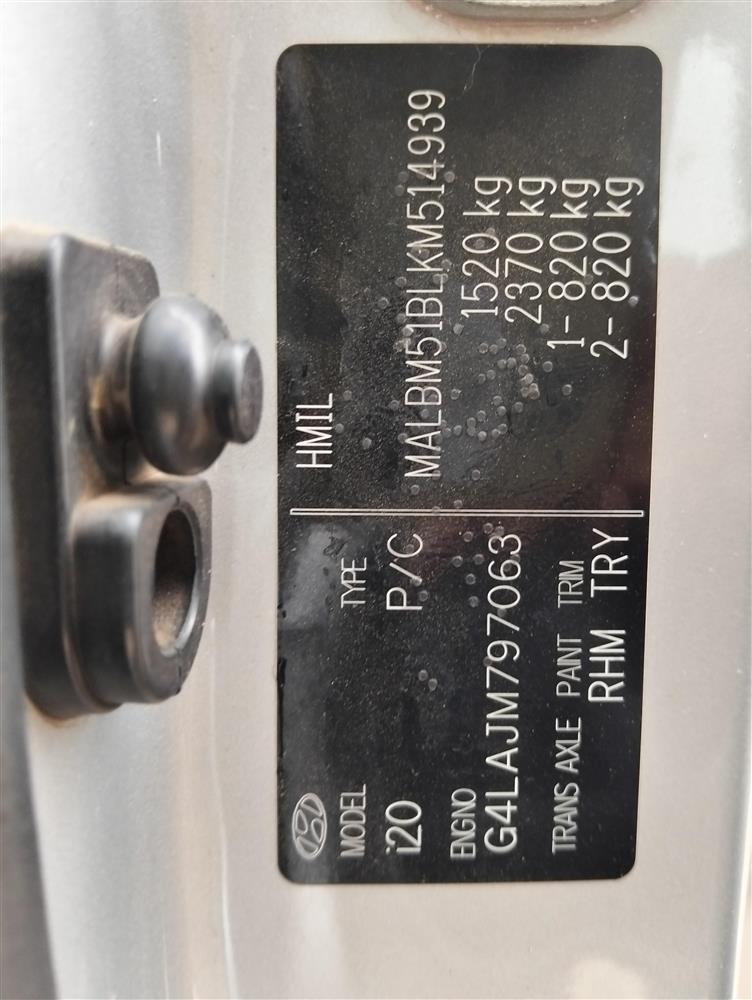 MODEL TYPE
i20 P/C
ENGNO
G4LAJM797063
TRANS AXLE PAINT TRIM
RHM TRY
HMIL
MALBM51BLKM514939
1520 kg
2370 kg
1- 820 kg
2- 820 kg